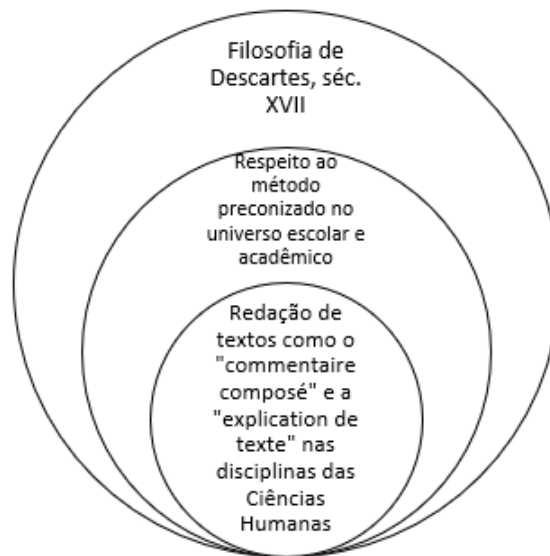 Filosofia de
Descartes, séc.
XVII
Respeito ao
método
preconizado no
universo escolar e
acadêmico
Redação de
textos como o
"commentaire
composé" e a
"explication de
texte" nas
disciplinas das
Ciências
Humanas